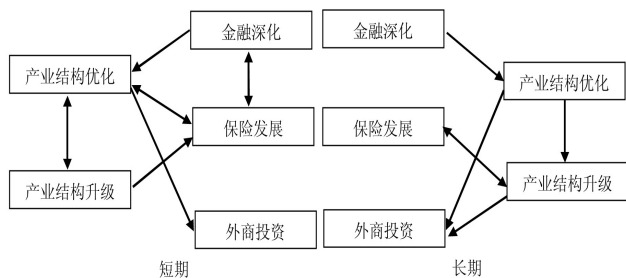 金融深化
金融深化
产业结构优化
产业结构优化
保险发展
保险发展
产业结构升级
产业结构升级
外商投资
外商投资
短期
长期